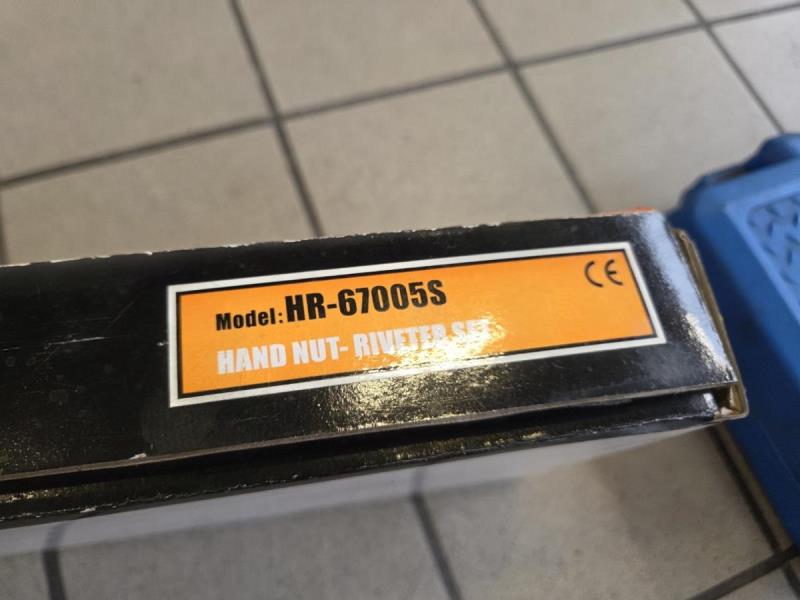 Model: HR-67005S
CE
HAND NUT- RIVETER SET